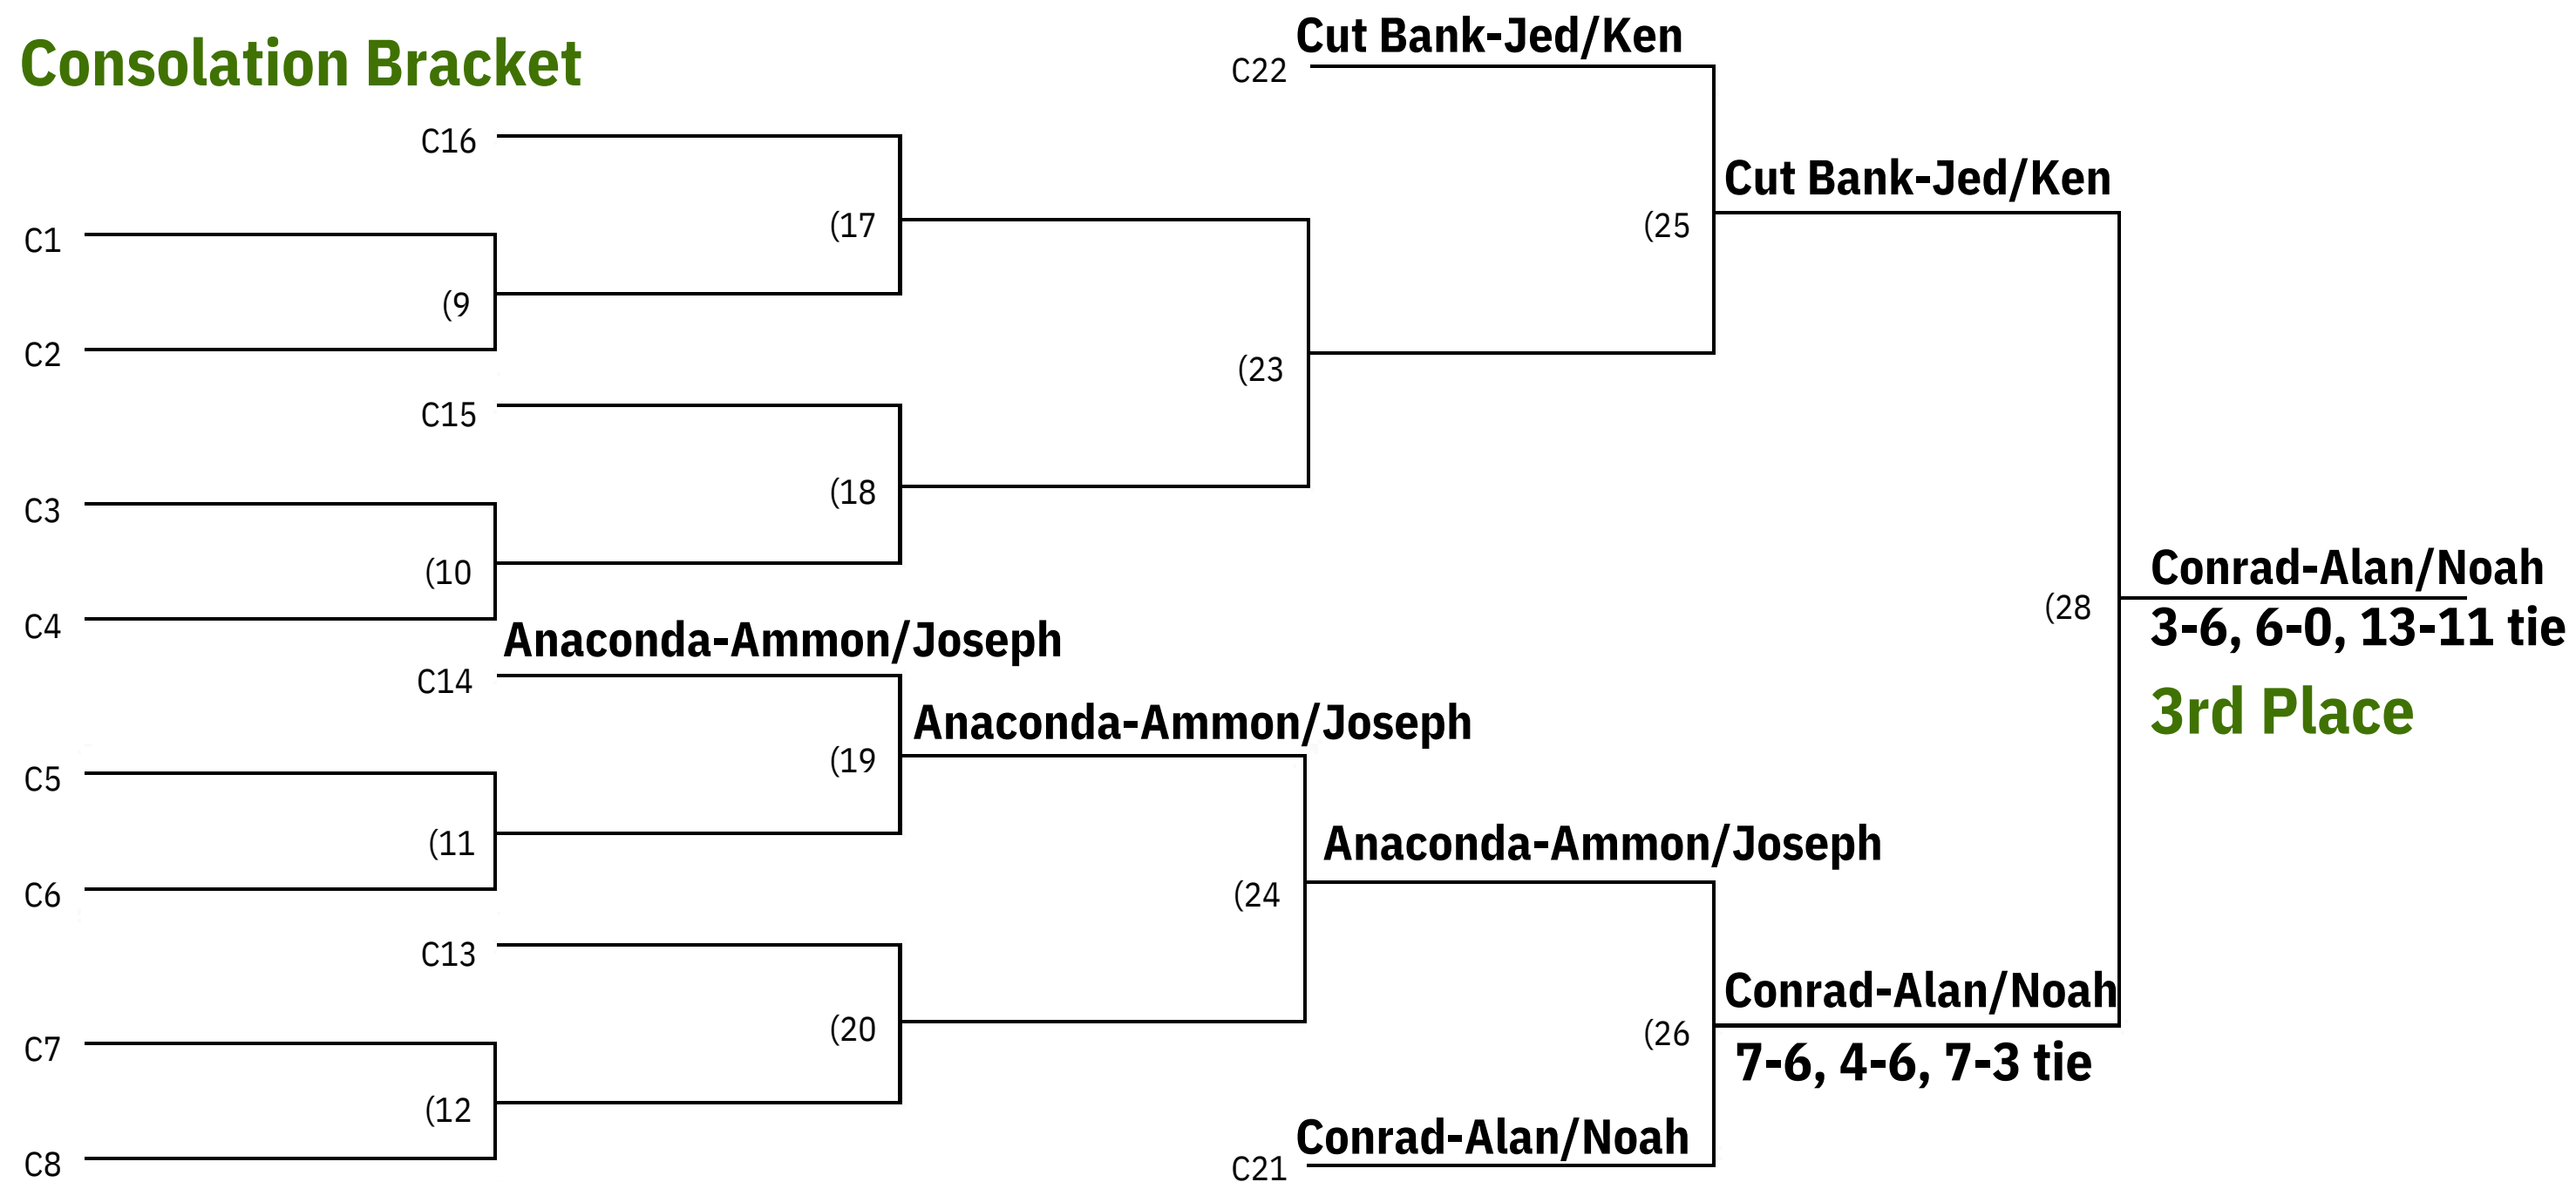 Consolation Bracket
Cut Bank-Jed/Ken
C22
C16
Cut Bank-Jed/Ken
(17
(25
C1
(9
C2
(23
C15
(18
C3
(10
Conrad-Alan/Noah
(28
3-6, 6-0, 13-11 tie
C4
Anaconda-Ammon/Joseph
C14
3rd Place
Anaconda-Ammon/Joseph
(19
C5
(11
Anaconda-Ammon/Joseph
C6
(24
C13
Conrad-Alan/Noah
(20
(26
C7
7-6, 4-6, 7-3 tie
(12
Conrad-Alan/Noah
C8
C21